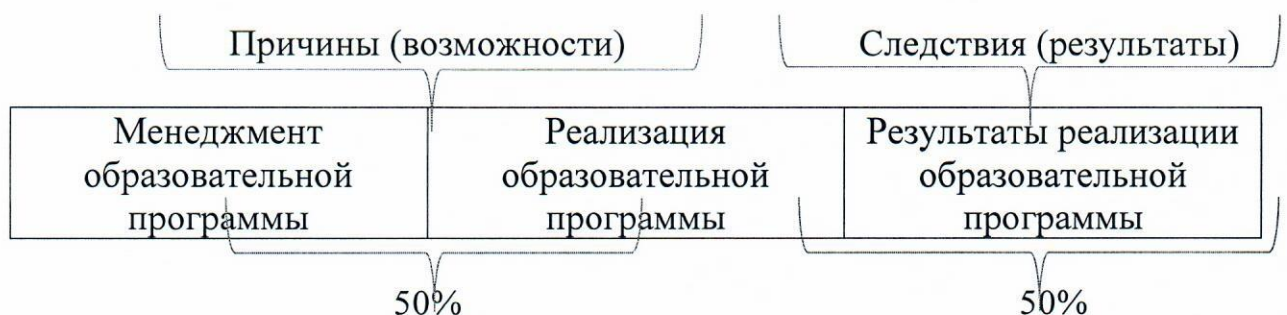 Причины (возможности)
Следствия (результаты)
Менеджмент
образовательной
программы
Реализация
образовательной
программы
Результаты реализации
образовательной
программы
50%
50%